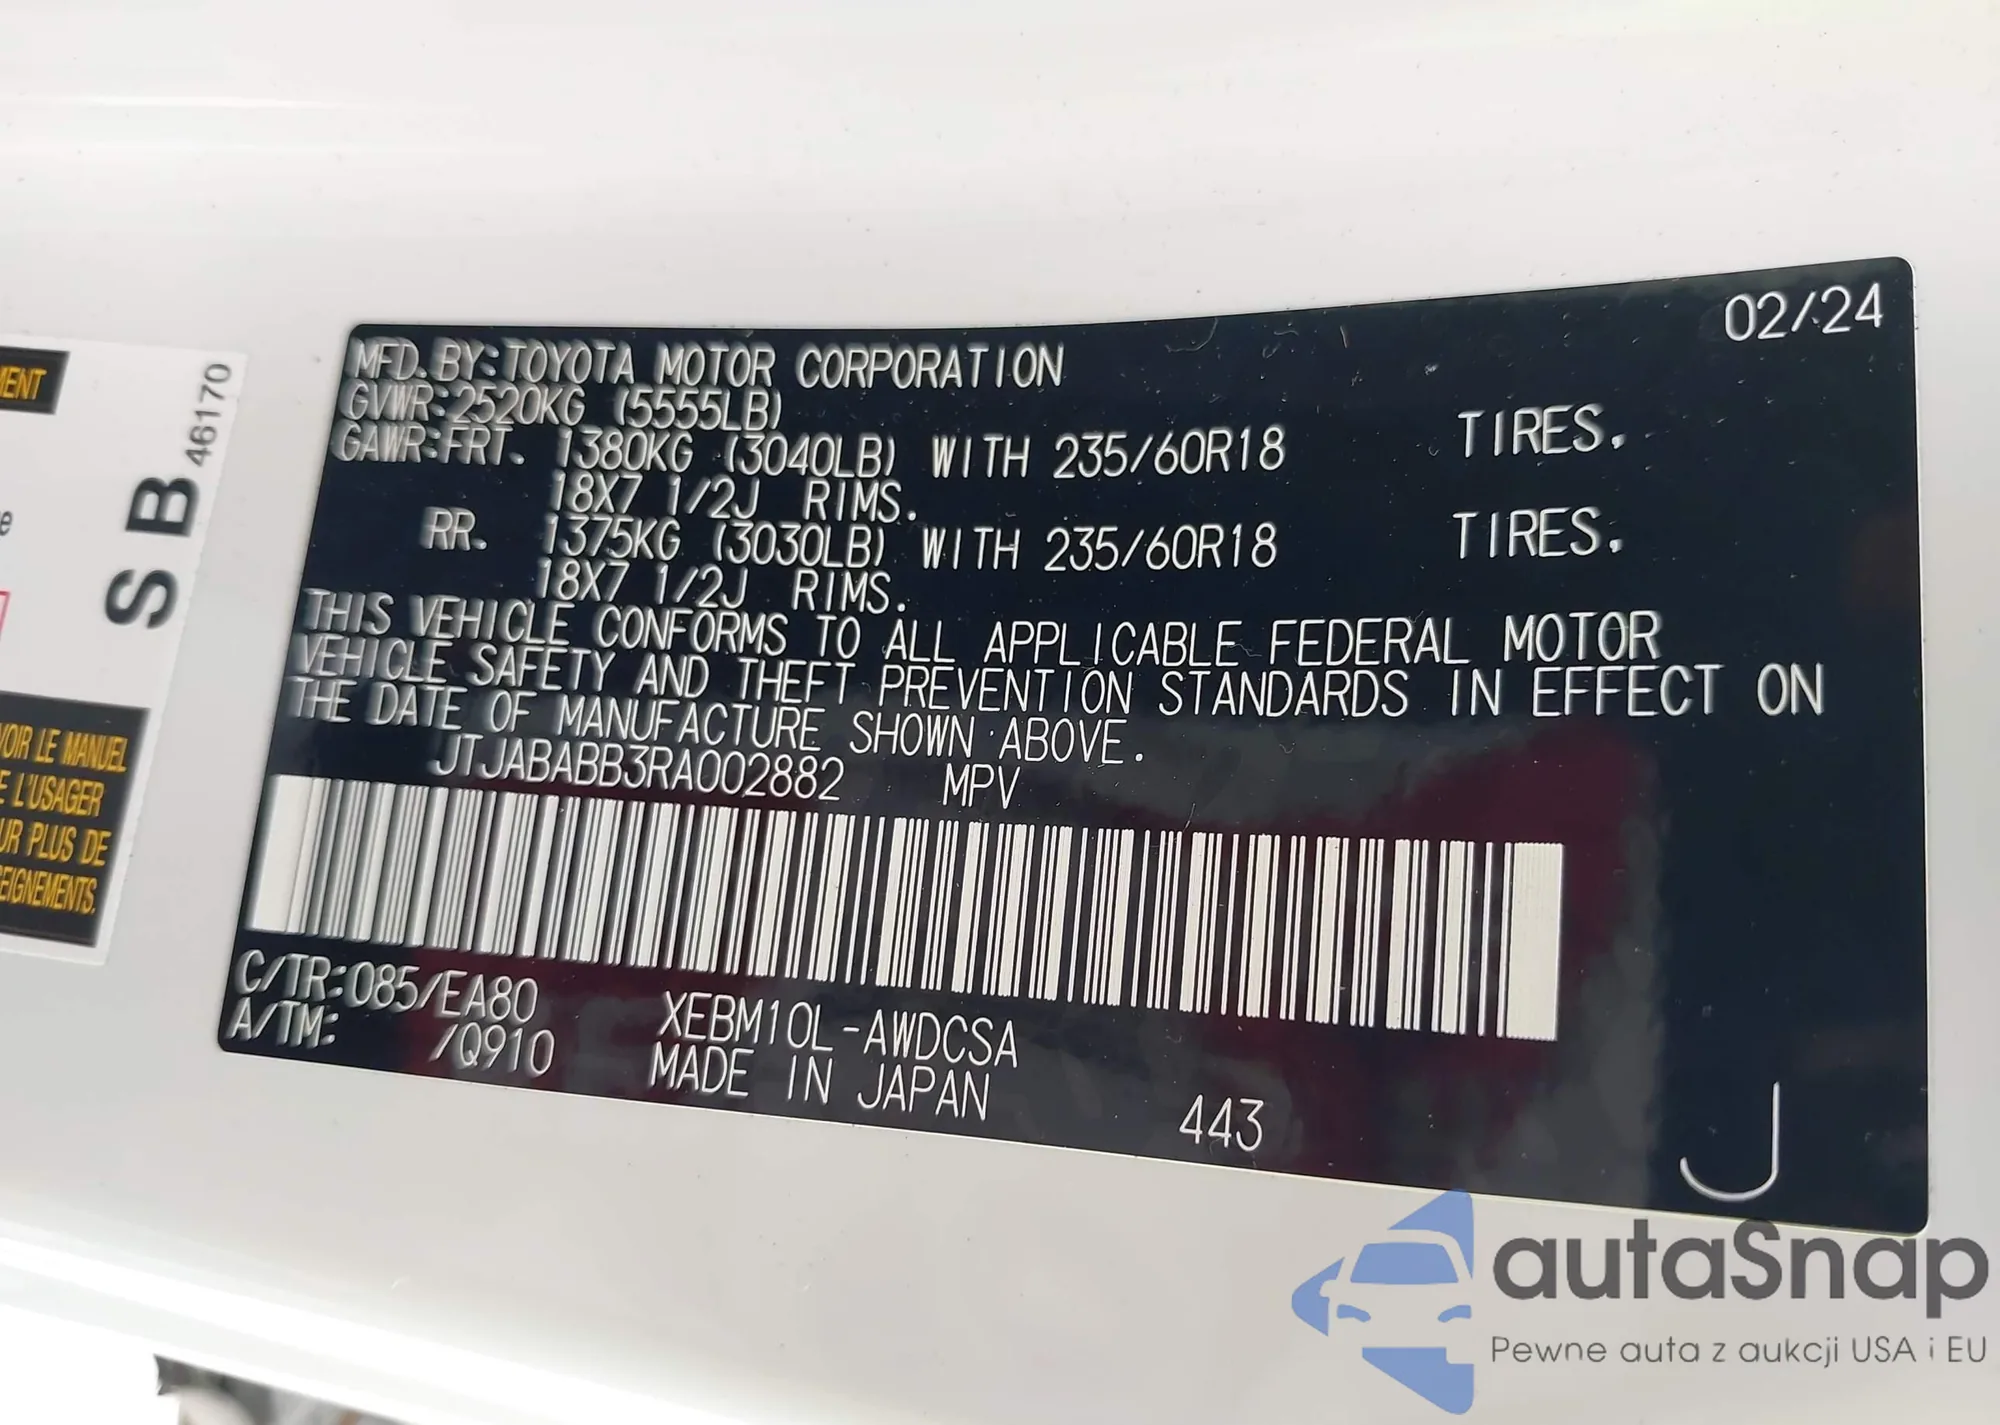 02/24
MFD. BY: TOYOTA MOTOR CORPORATION
GVWR: 2520KG (5555LB)
GAWR: FRT. 1380KG (3040LB) WITH 235/60R18 TIRES.
18X7 1/2J RIMS.
RR. 1375KG (3030LB) WITH 235/60R18 TIRES.
18X7 1/2J RIMS.
THIS VEHICLE CONFORMS TO ALL APPLICABLE FEDERAL MOTOR
VEHICLE SAFETY AND THEFT PREVENTION STANDARDS IN EFFECT ON
THE DATE OF MANUFACTURE SHOWN ABOVE.
JTJABABB3RA002882 MPV
C/TR: 085/EA80 XEBM10L-AWDCSA
A/TM: /Q910 MADE IN JAPAN
443
J
SB 46170
VOIR LE MANUEL
L'USAGER
PLUS DE
autaSnap
Pewne auta z aukcji USA i EU